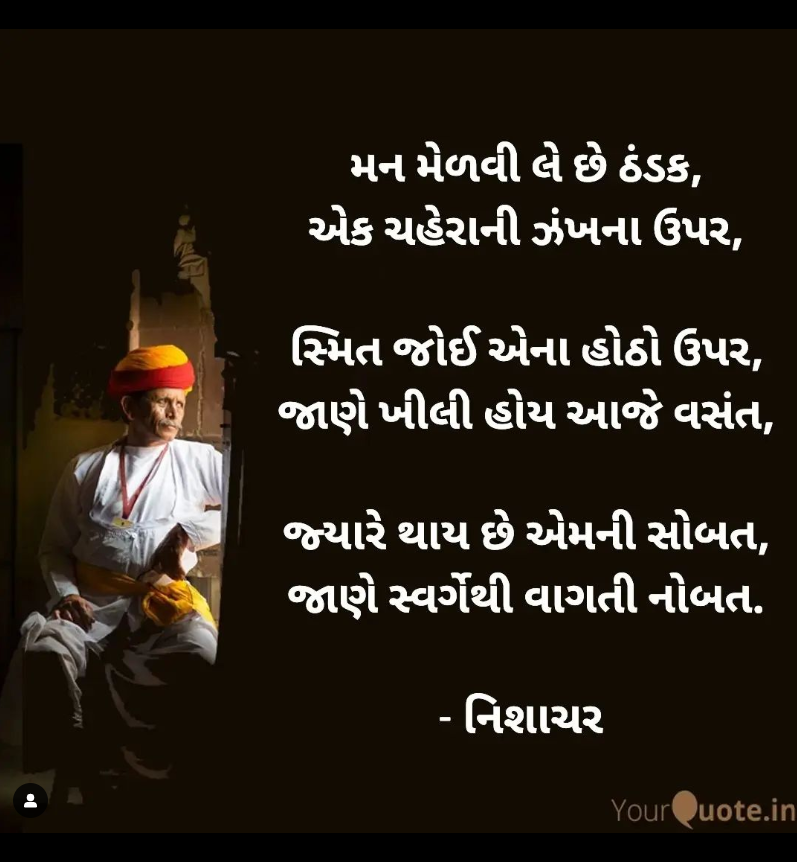 મન મેળવી લે છે ઠંડક,
એક ચહેરાની ઝંખના ઉપર,
સ્મિત જોઈ એના હોઠો ઉપર,
જાણે ખીલી હોય આજે વસંત,
જ્યારે થાય છે એમની સોબત,
જાણે સ્વર્ગેથી વાગતી નોબત.
- નિશાચર
YourQuote.in